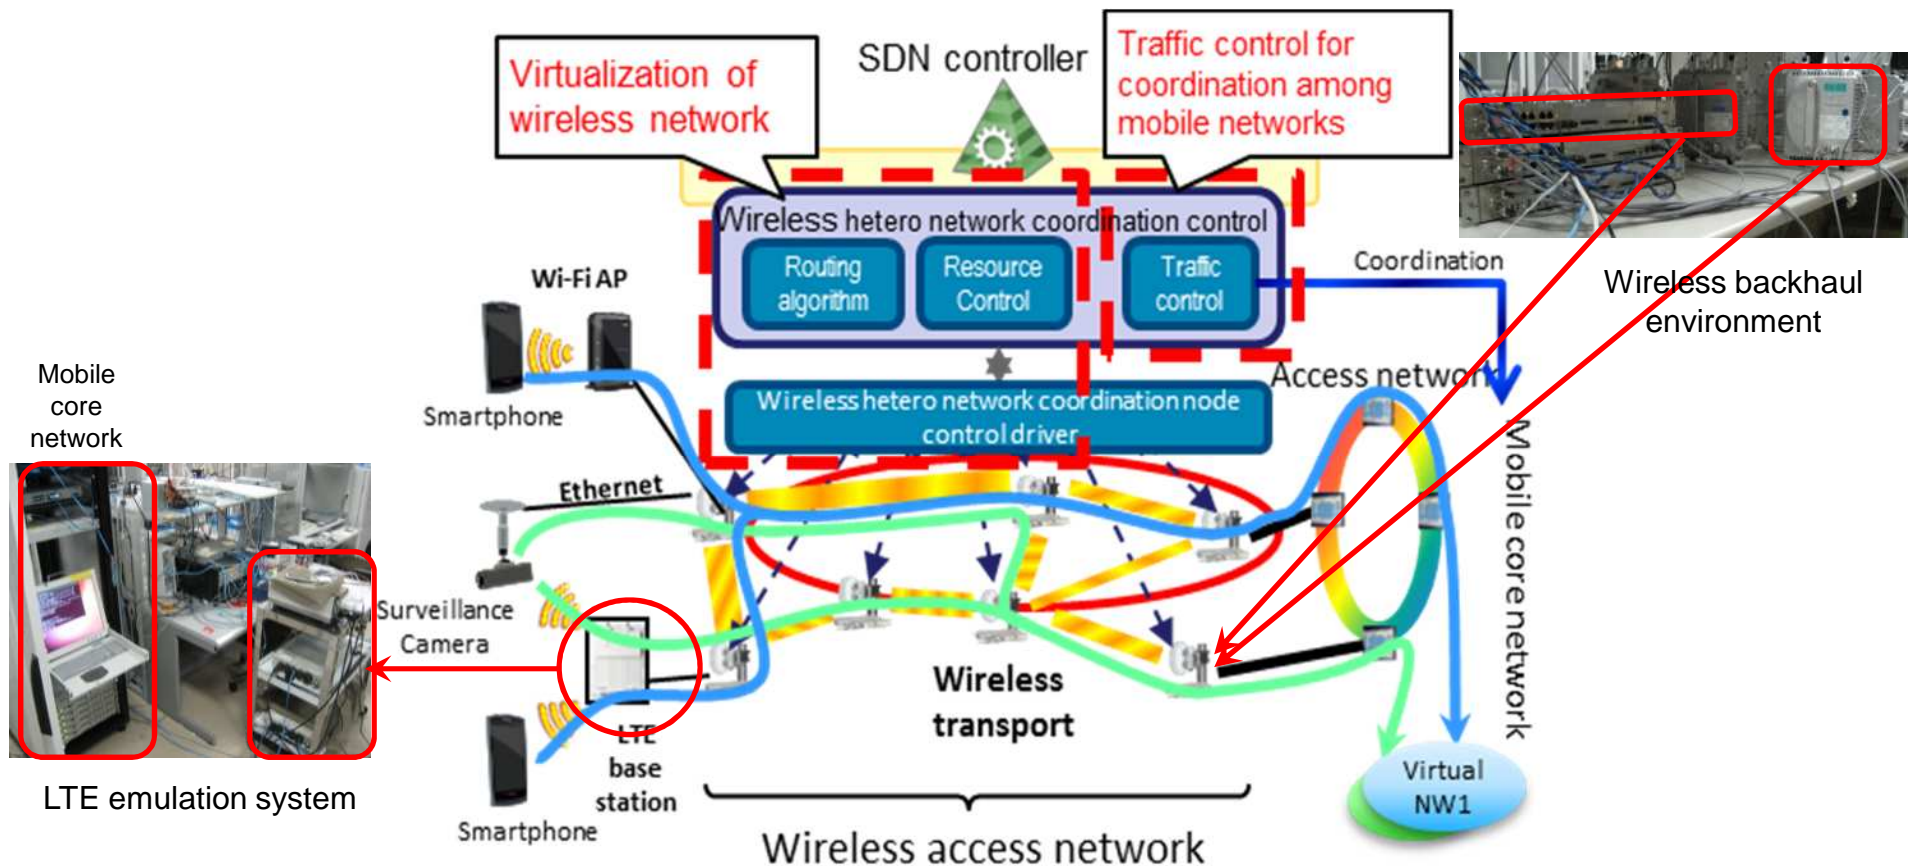 SDN controller
Virtualization of
wireless network
Traffic control for
coordination among
mobile networks
Wireless hetero network coordination control
Routing
algorithm
Resource
Control
Traffic
control
Coordination
Wireless backhaul
environment
Wi-Fi AP
Smartphone
Access network
Wireless hetero network coordination node
control driver
Mobile
core
network
Ethernet
Surveillance
Camera
Mobile core network
Wireless
transport
LTE
base
station
Smartphone
LTE emulation system
Virtual
NW1
Wireless access network